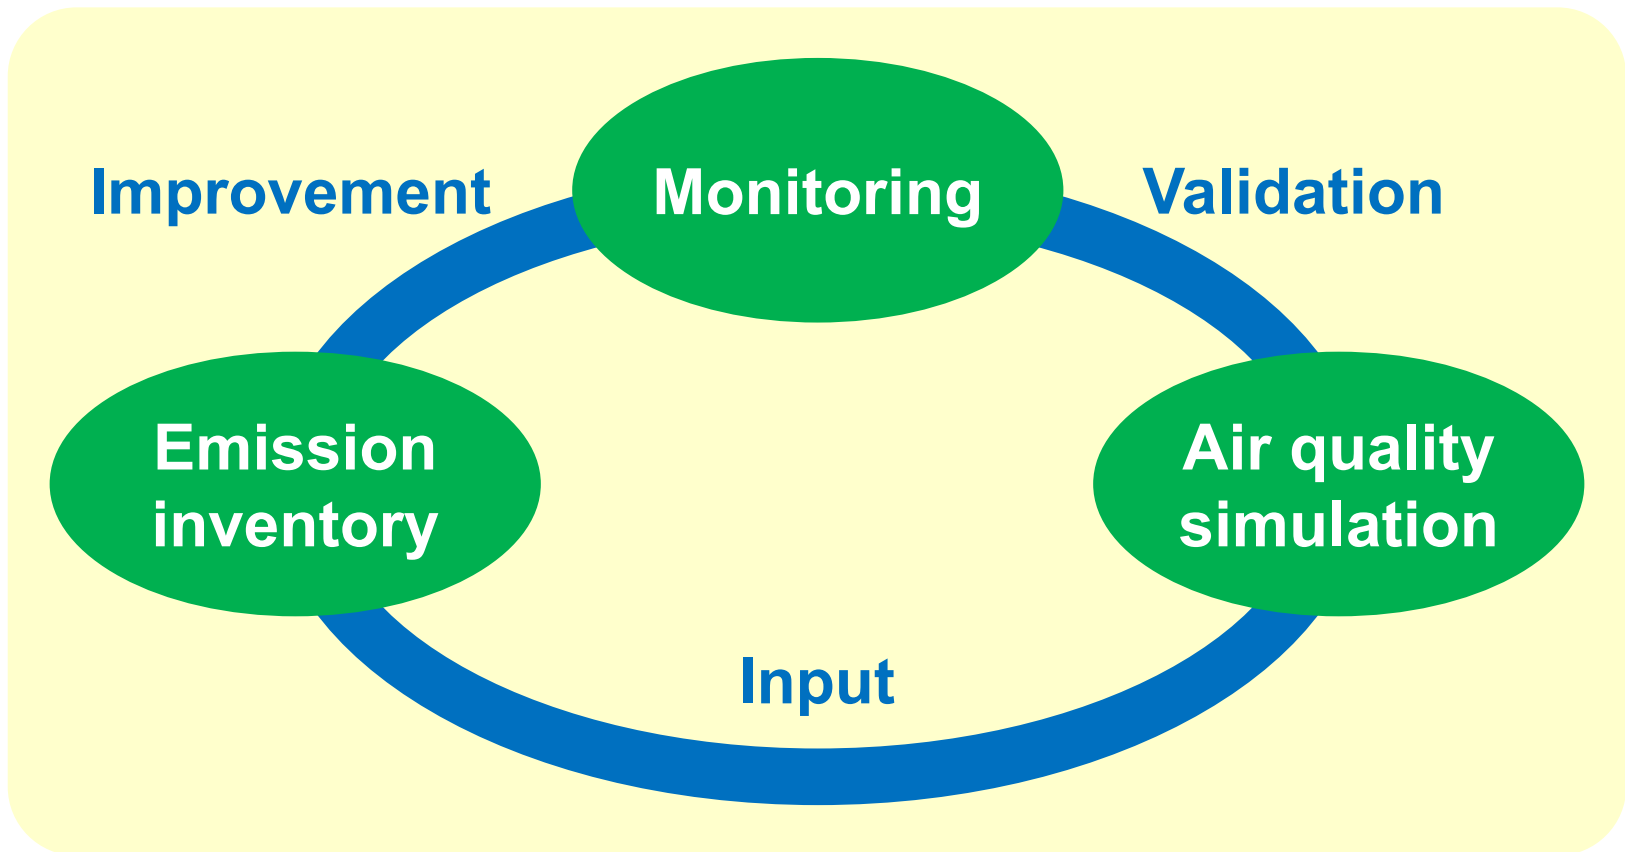 Monitoring
Improvement
Validation
Emission
inventory
Air quality
simulation
Input